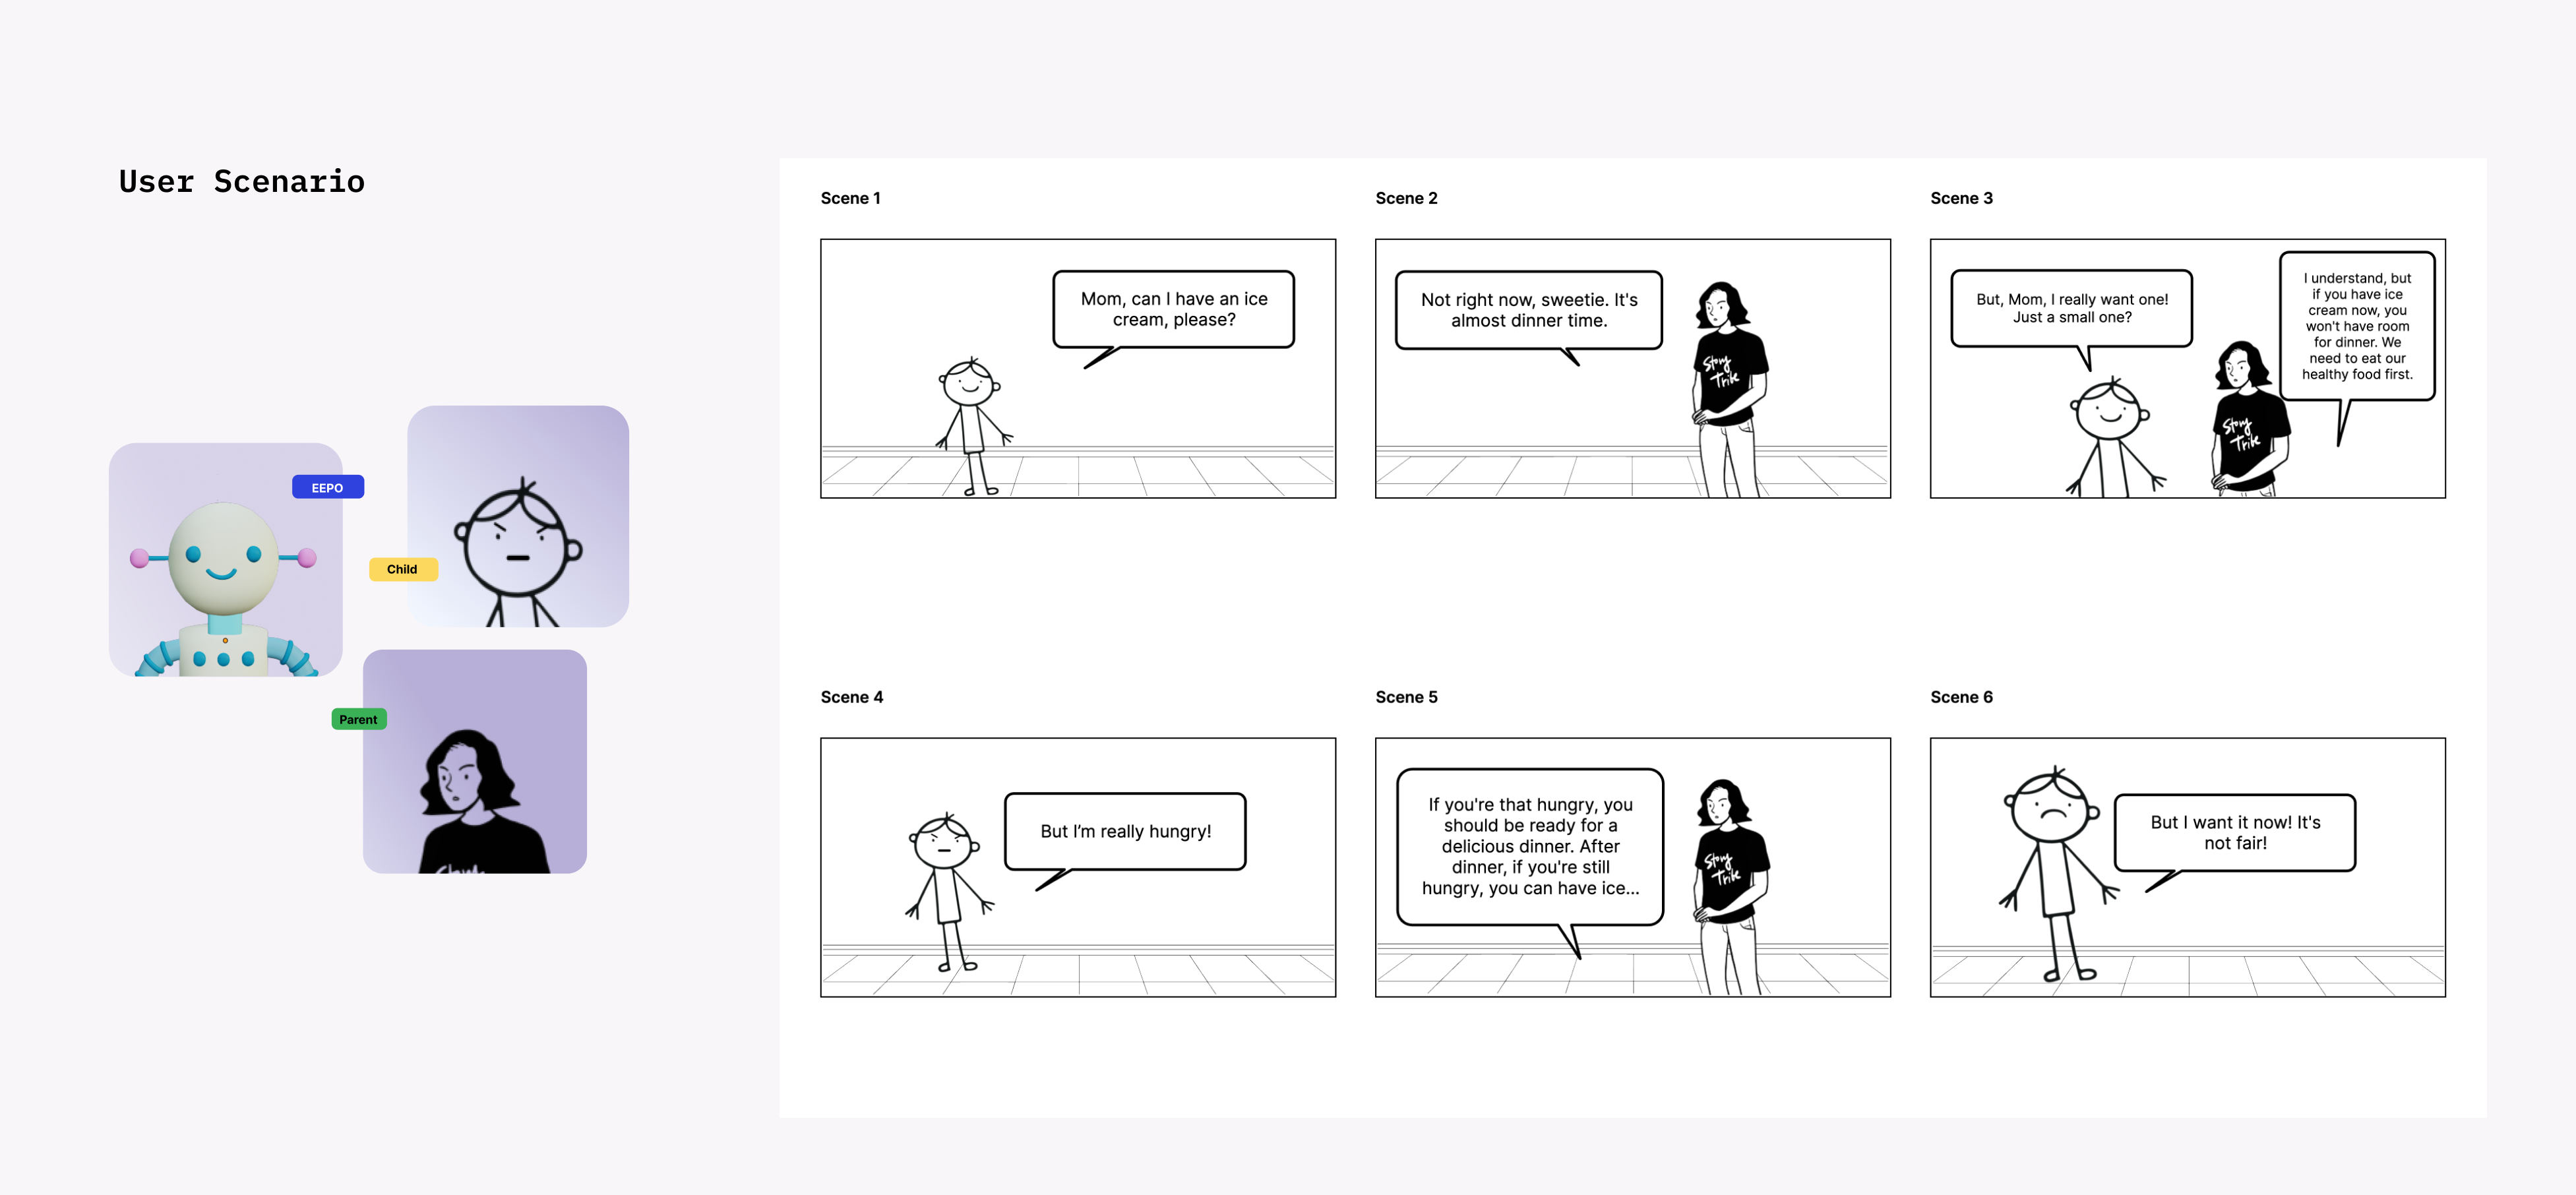 User Scenario
EEPO
Child
Parent
Scene 1
Mom, can I have an ice
cream, please?
Scene 2
Not right now, sweetie. It's
almost dinner time.
Story
Tribe
Scene 3
But, Mom, I really want one!
Just a small one?
I understand, but
if you have ice
cream now, you
won't have room
for dinner. We
need to eat our
healthy food first.
Story
Tribe
Scene 4
But I’m really hungry!
Scene 5
If you're that hungry, you
should be ready for a
delicious dinner. After
dinner, if you're still
hungry, you can have ice...
Story
Tribe
Scene 6
But I want it now! It's
not fair!